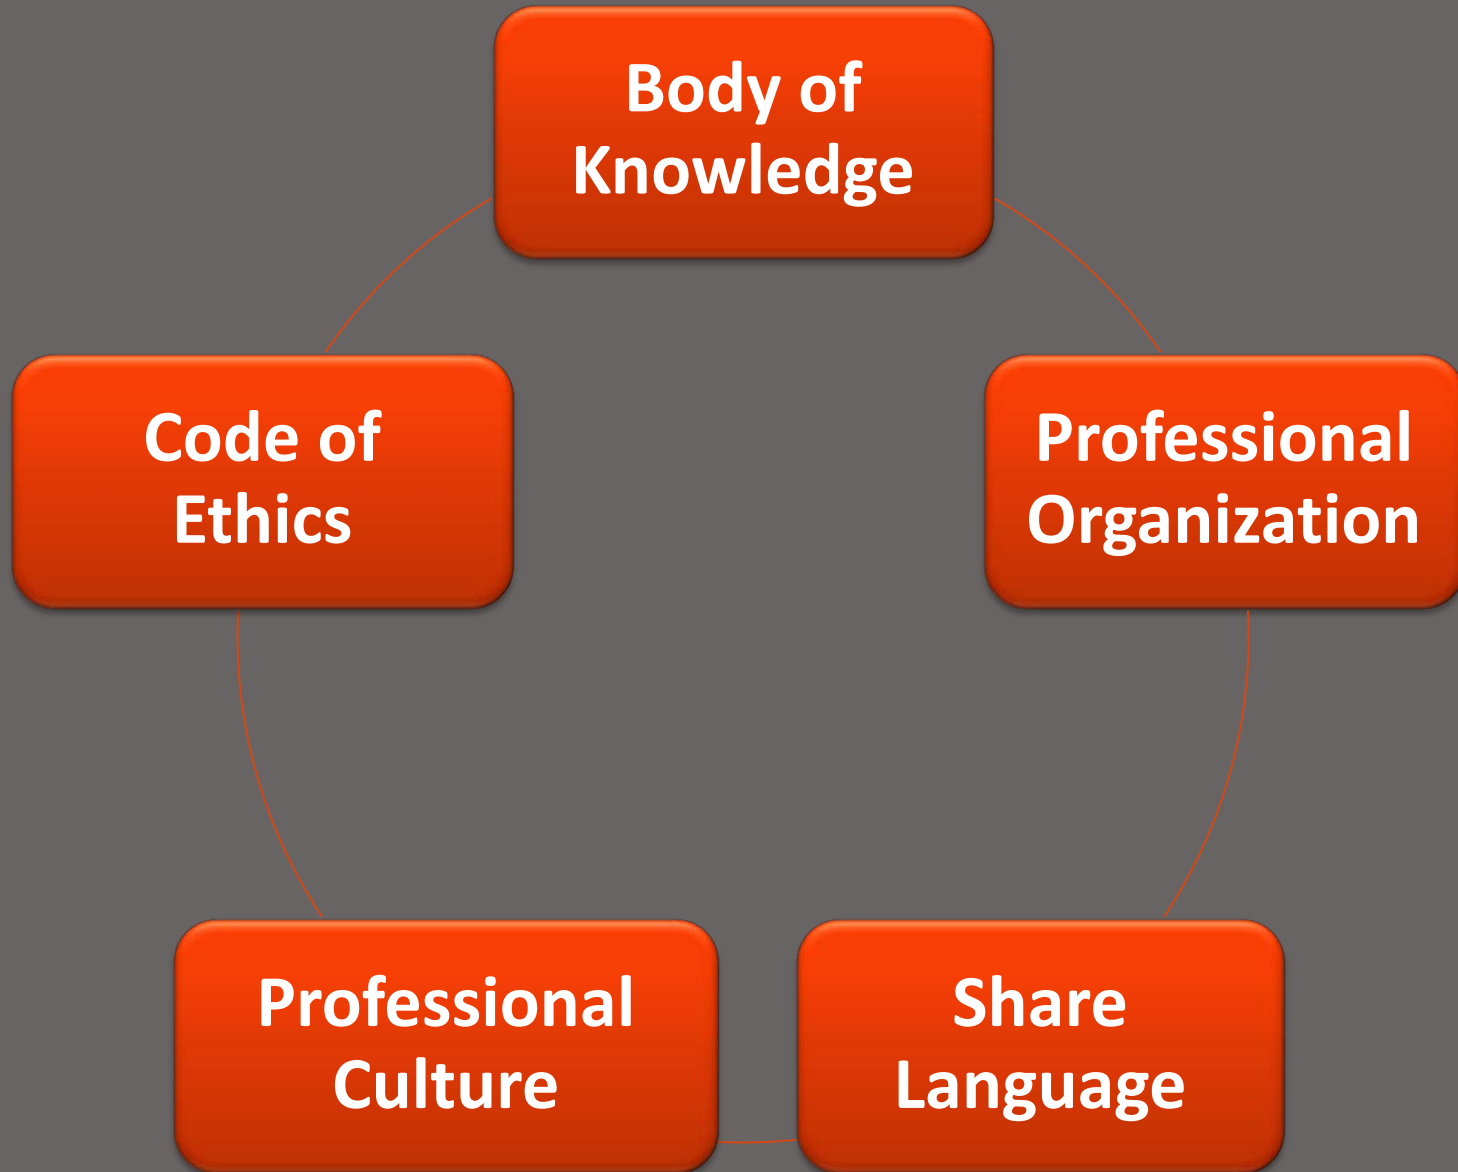 Body of
Knowledge
Professional
Organization
Share
Language
Professional
Culture
Code of
Ethics